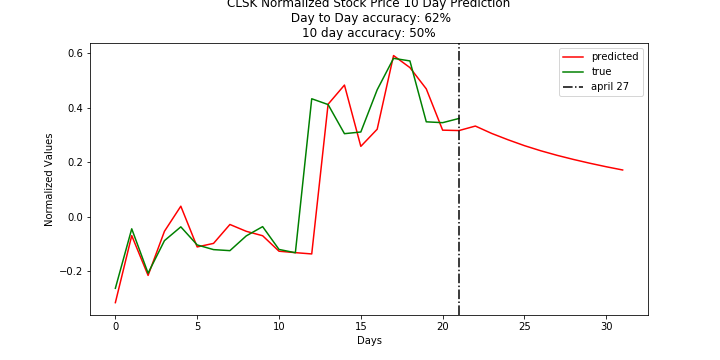 CLSK Normalized Stock Price 10 Day Prediction
Day to Day accuracy: 62%
10 day accuracy: 50%
predicted
true
april 27
Normalized Values
0.6
0.4
0.2
0.0
−0.2
0
5
10
15
20
25
30
Days